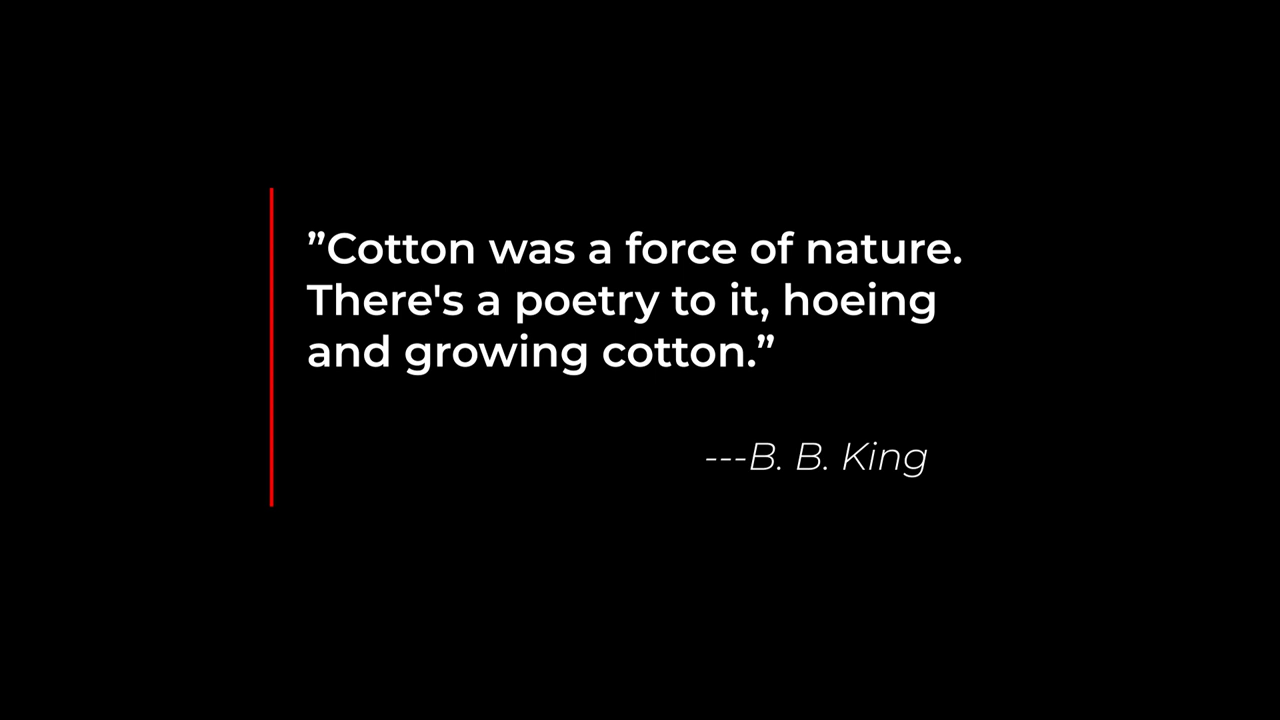 ”Cotton was a force of nature.
There's a poetry to it, hoeing
and growing cotton.”
---B. B. King